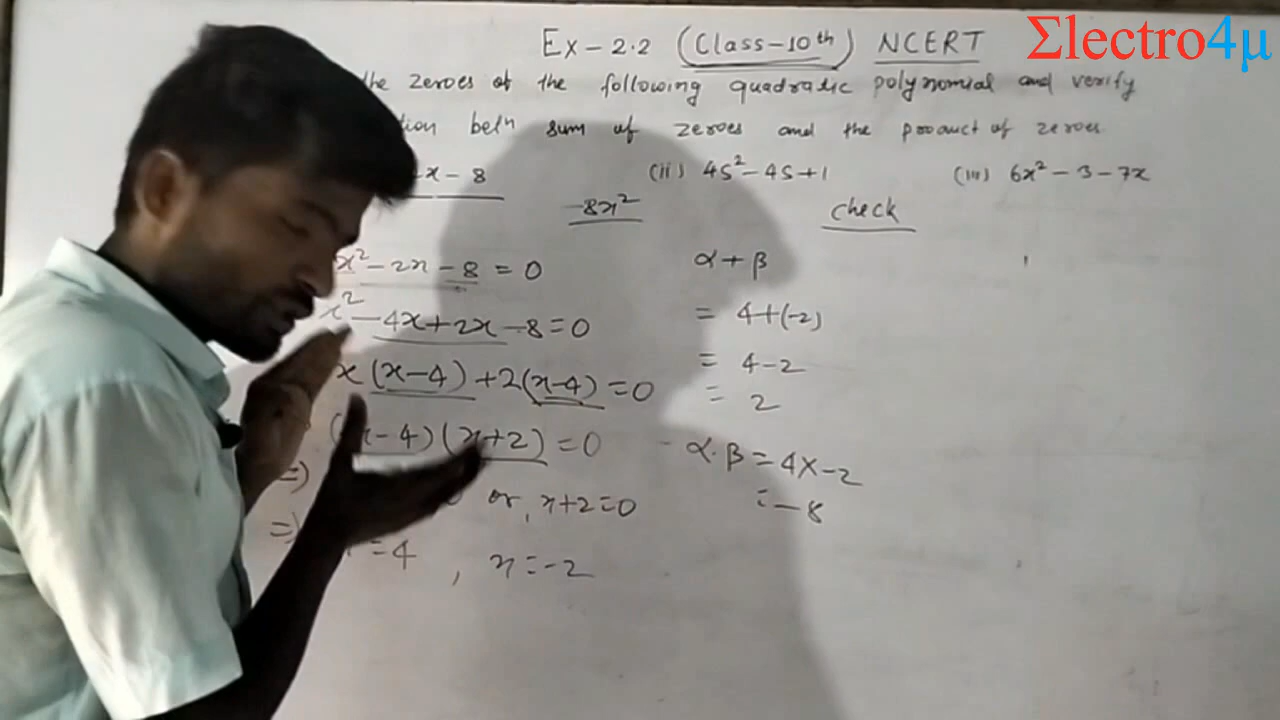 Σlectro4μ
Ex - 2.2 (Class-10th) NCERT
the zeroes of the following quadratic polynomial and verify
betn sum of zeroes and the product of zeroes
x - 8 (ii) 4s² - 4s + 1 (iii) 6x² - 3 - 7x
-8x² check
x² - 2x - 8 = 0
x² - 4x + 2x - 8 = 0
x (x-4) + 2(x-4) = 0
-4) (x+2) = 0
=) or, x+2=0
=) = 4 , x = -2
α + β
= 4+(-2)
= 4-2
= 2
α.β = 4x-2
= -8